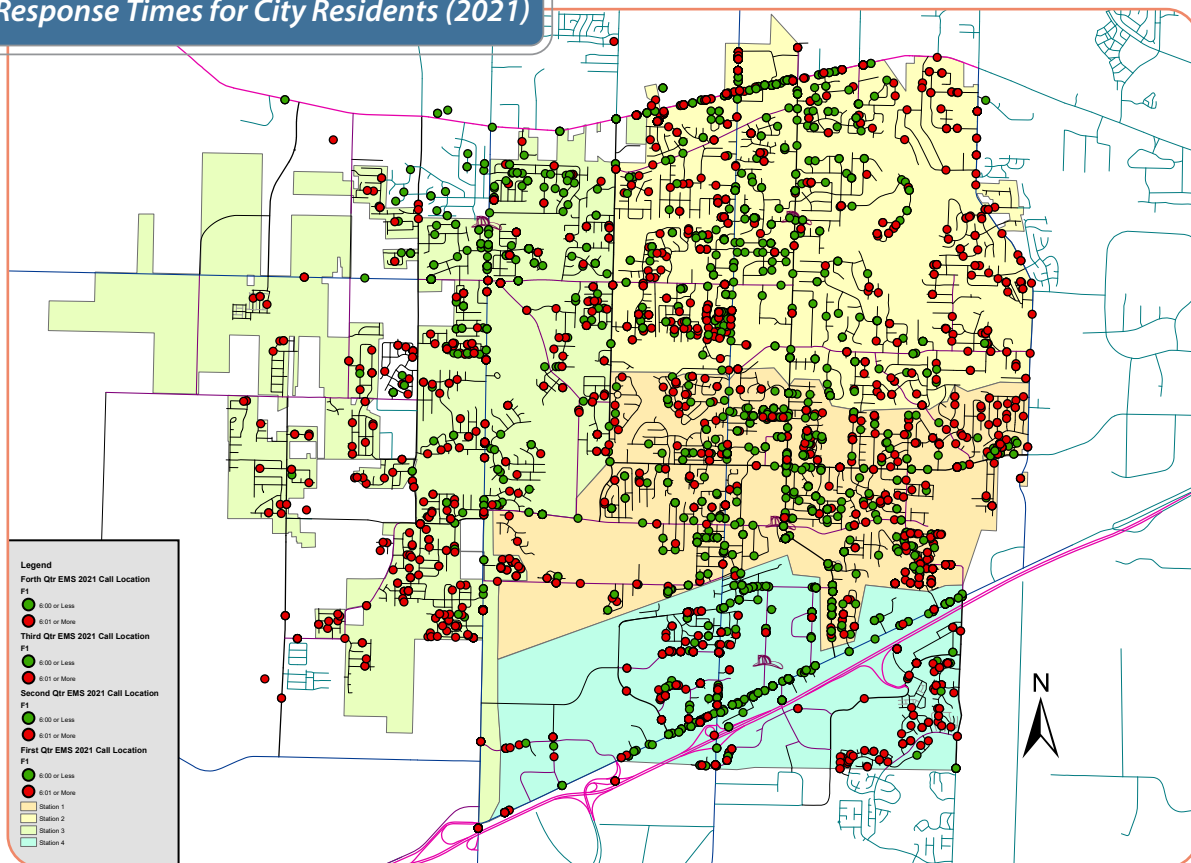 Response Times for City Residents (2021)
N
Legend
Forth Qtr EMS 2021 Call Location
F1
6:00 or Less
6:01 or More
Third Qtr EMS 2021 Call Location
F1
6:00 or Less
6:01 or More
Second Qtr EMS 2021 Call Location
F1
6:00 or Less
6:01 or More
First Qtr EMS 2021 Call Location
F1
6:00 or Less
6:01 or More
Station 1
Station 2
Station 3
Station 4